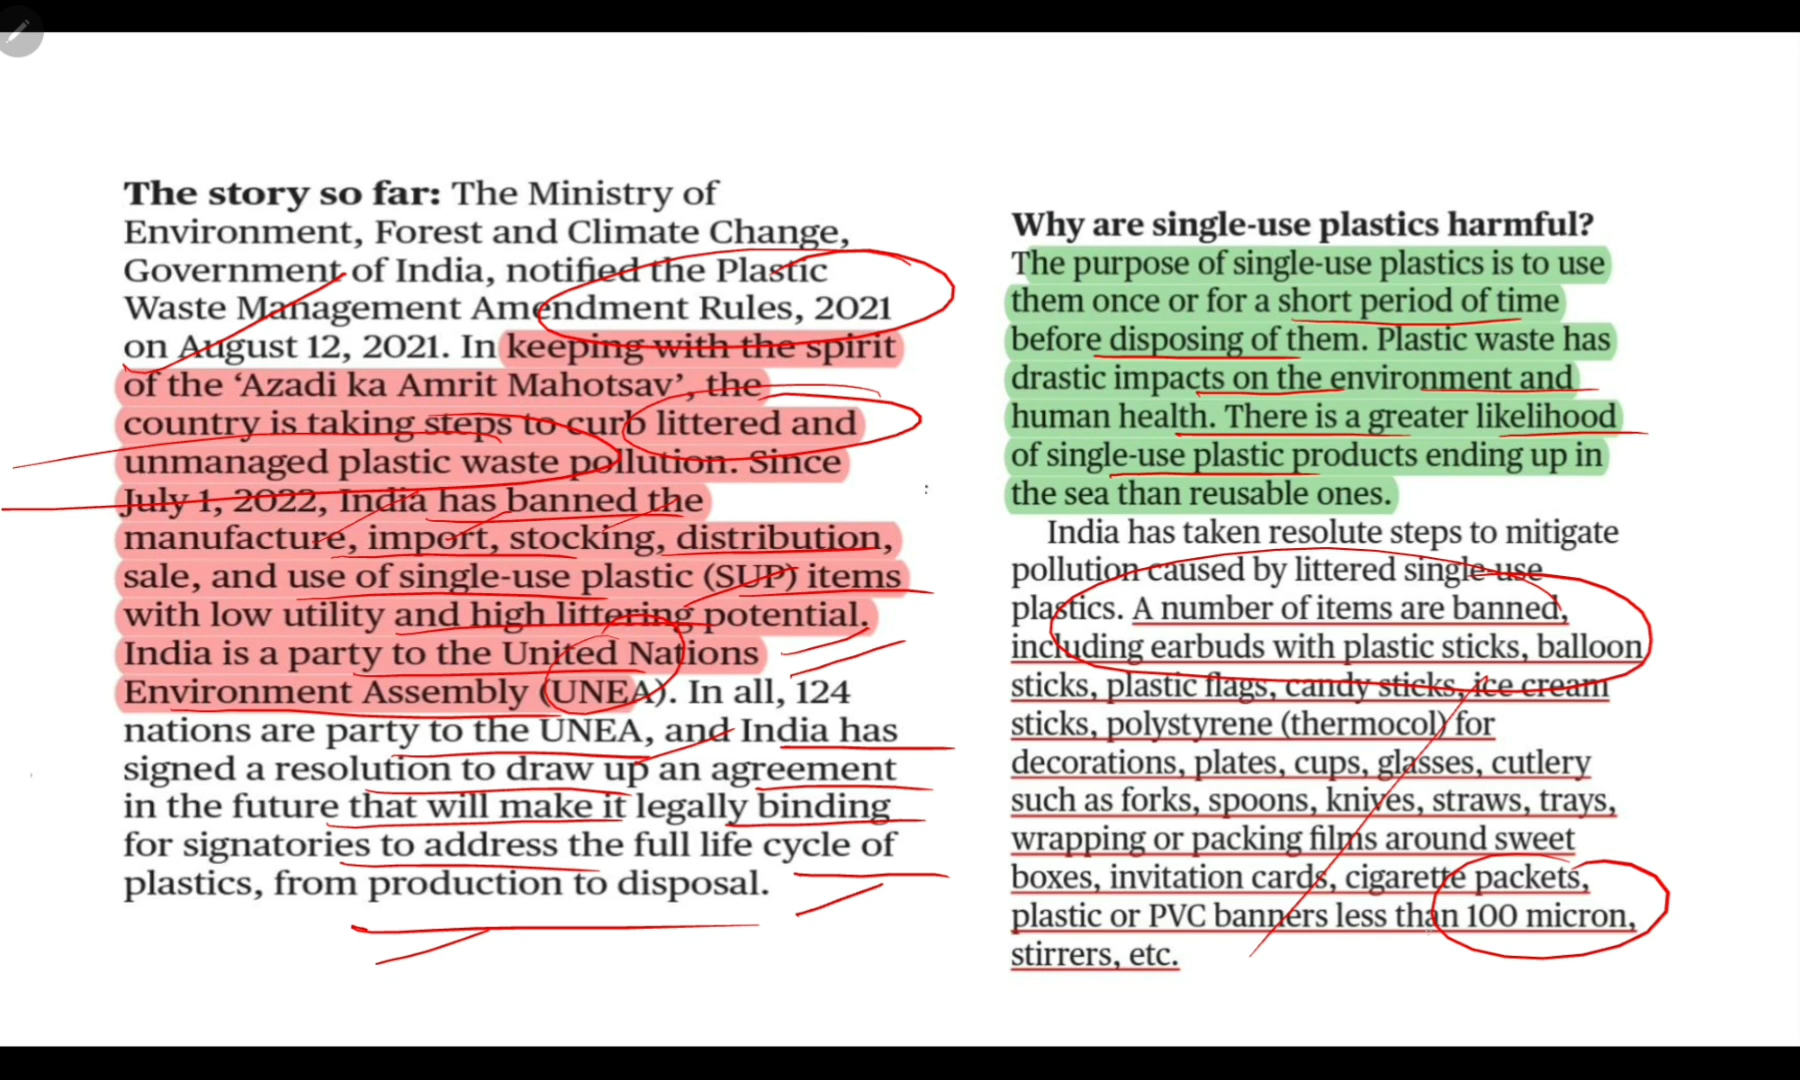 The story so far: The Ministry of
Environment, Forest and Climate Change,
Government of India, notified the Plastic
Waste Management Amendment Rules, 2021
on August 12, 2021. In keeping with the spirit
of the ‘Azadi ka Amrit Mahotsav’, the
country is taking steps to curb littered and
unmanaged plastic waste pollution. Since
July 1, 2022, India has banned the
manufacture, import, stocking, distribution,
sale, and use of single-use plastic (SUP) items
with low utility and high littering potential.
India is a party to the United Nations
Environment Assembly (UNEA). In all, 124
nations are party to the UNEA, and India has
signed a resolution to draw up an agreement
in the future that will make it legally binding
for signatories to address the full life cycle of
plastics, from production to disposal.
Why are single-use plastics harmful?
The purpose of single-use plastics is to use
them once or for a short period of time
before disposing of them. Plastic waste has
drastic impacts on the environment and
human health. There is a greater likelihood
of single-use plastic products ending up in
the sea than reusable ones.
India has taken resolute steps to mitigate
pollution caused by littered single-use
plastics. A number of items are banned,
including earbuds with plastic sticks, balloon
sticks, plastic flags, candy sticks, ice cream
sticks, polystyrene (thermocol) for
decorations, plates, cups, glasses, cutlery
such as forks, spoons, knives, straws, trays,
wrapping or packing films around sweet
boxes, invitation cards, cigarette packets,
plastic or PVC banners less than 100 micron,
stirrers, etc.